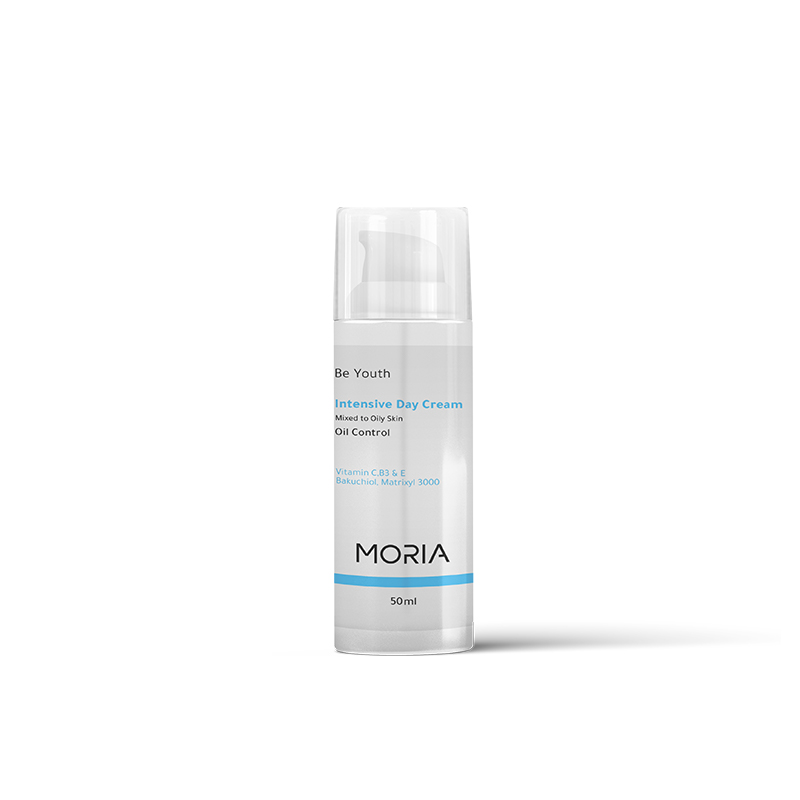 Be Youth
Intensive Day Cream
Mixed to Oily Skin
Oil Control
Vitamin C,B3 & E
Bakuchiol, Matrixyl 3000
MORIA
50ml